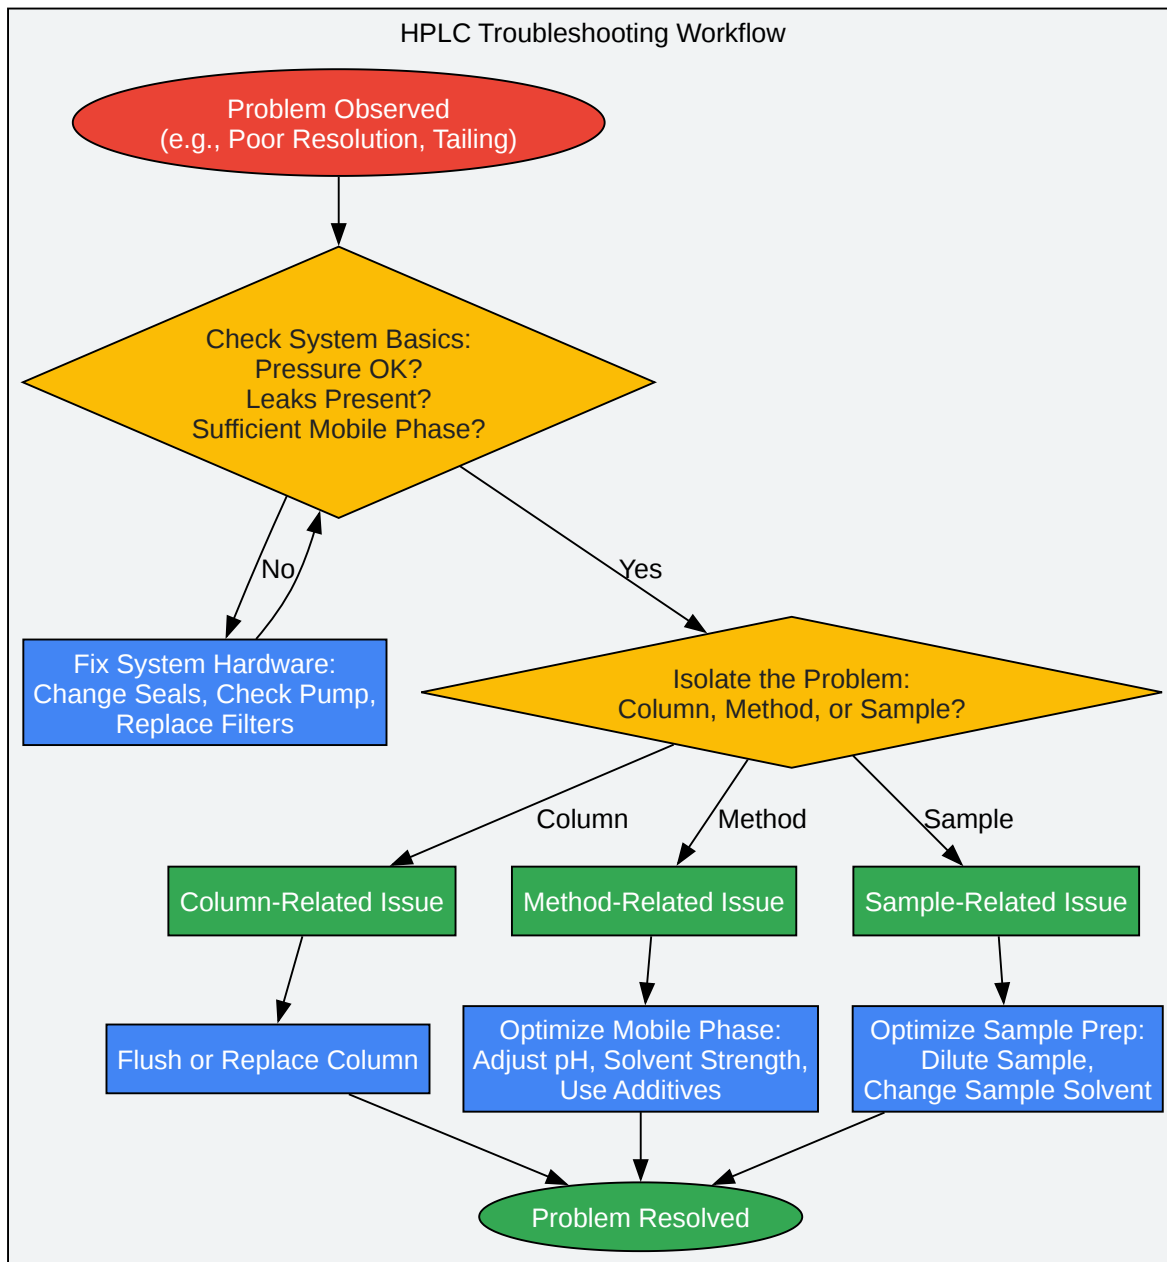 HPLC Troubleshooting Workflow
Problem Observed
(e.g., Poor Resolution, Tailing)
Check System Basics:
Pressure OK?
Leaks Present?
Sufficient Mobile Phase?
No
Yes
Fix System Hardware:
Change Seals, Check Pump,
Replace Filters
Isolate the Problem:
Column, Method, or Sample?
Column
Method
Sample
Column-Related Issue
Method-Related Issue
Sample-Related Issue
Flush or Replace Column
Optimize Mobile Phase:
Adjust pH, Solvent Strength,
Use Additives
Optimize Sample Prep:
Dilute Sample,
Change Sample Solvent
Problem Resolved